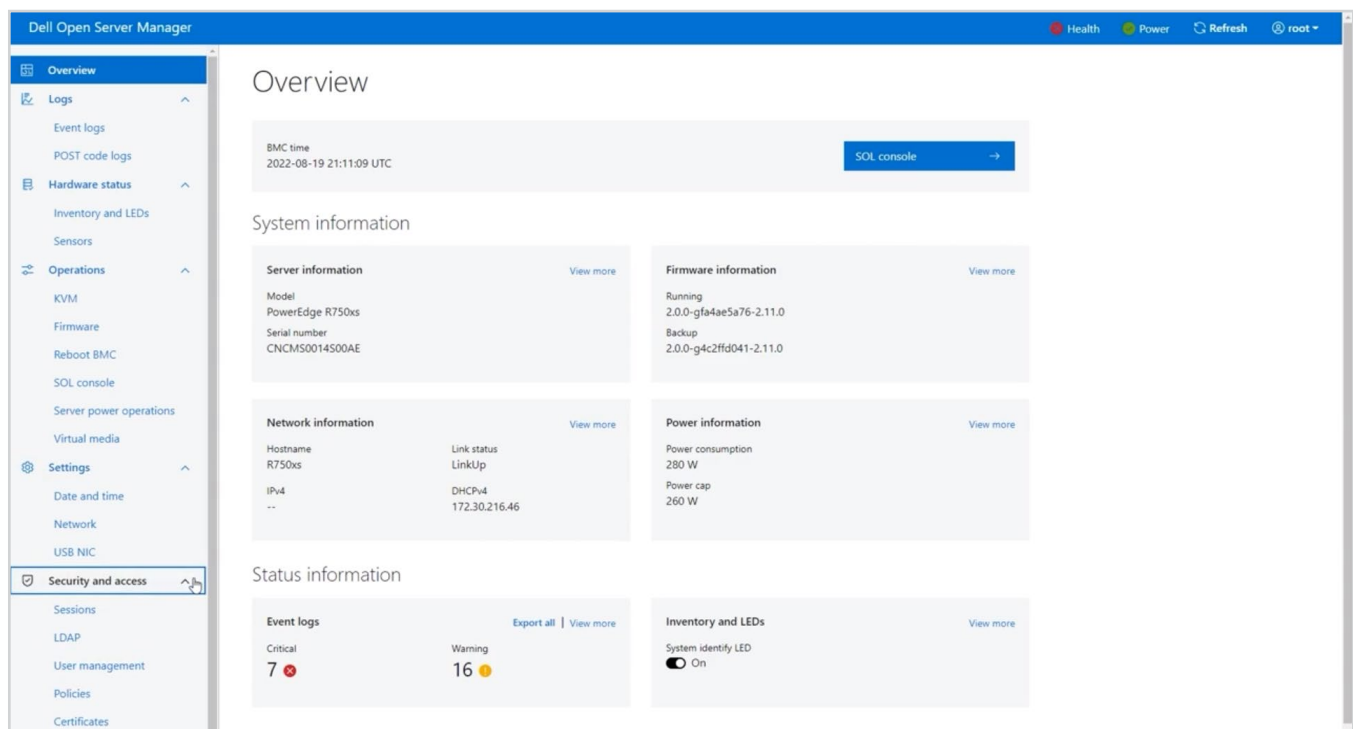 Dell Open Server Manager
Health
Power
Refresh
root
Overview
Logs
Event logs
POST code logs
Hardware status
Inventory and LEDs
Sensors
Operations
KVM
Firmware
Reboot BMC
SOL console
Server power operations
Virtual media
Settings
Date and time
Network
USB NIC
Security and access
Sessions
LDAP
User management
Policies
Certificates
Overview
BMC time
2022-08-19 21:11:09 UTC
SOL console
System information
Server information View more
Model
PowerEdge R750xs
Serial number
CNCMS0014S00AE
Firmware information View more
Running
2.0.0-gfa4ae5a76-2.11.0
Backup
2.0.0-g4c2ffd041-2.11.0
Network information View more
Hostname Link status
R750xs LinkUp
IPv4 DHCPv4
-- 172.30.216.46
Power information View more
Power consumption
280 W
Power cap
260 W
Status information
Event logs Export all | View more
Critical Warning
7 16
Inventory and LEDs View more
System identify LED
On